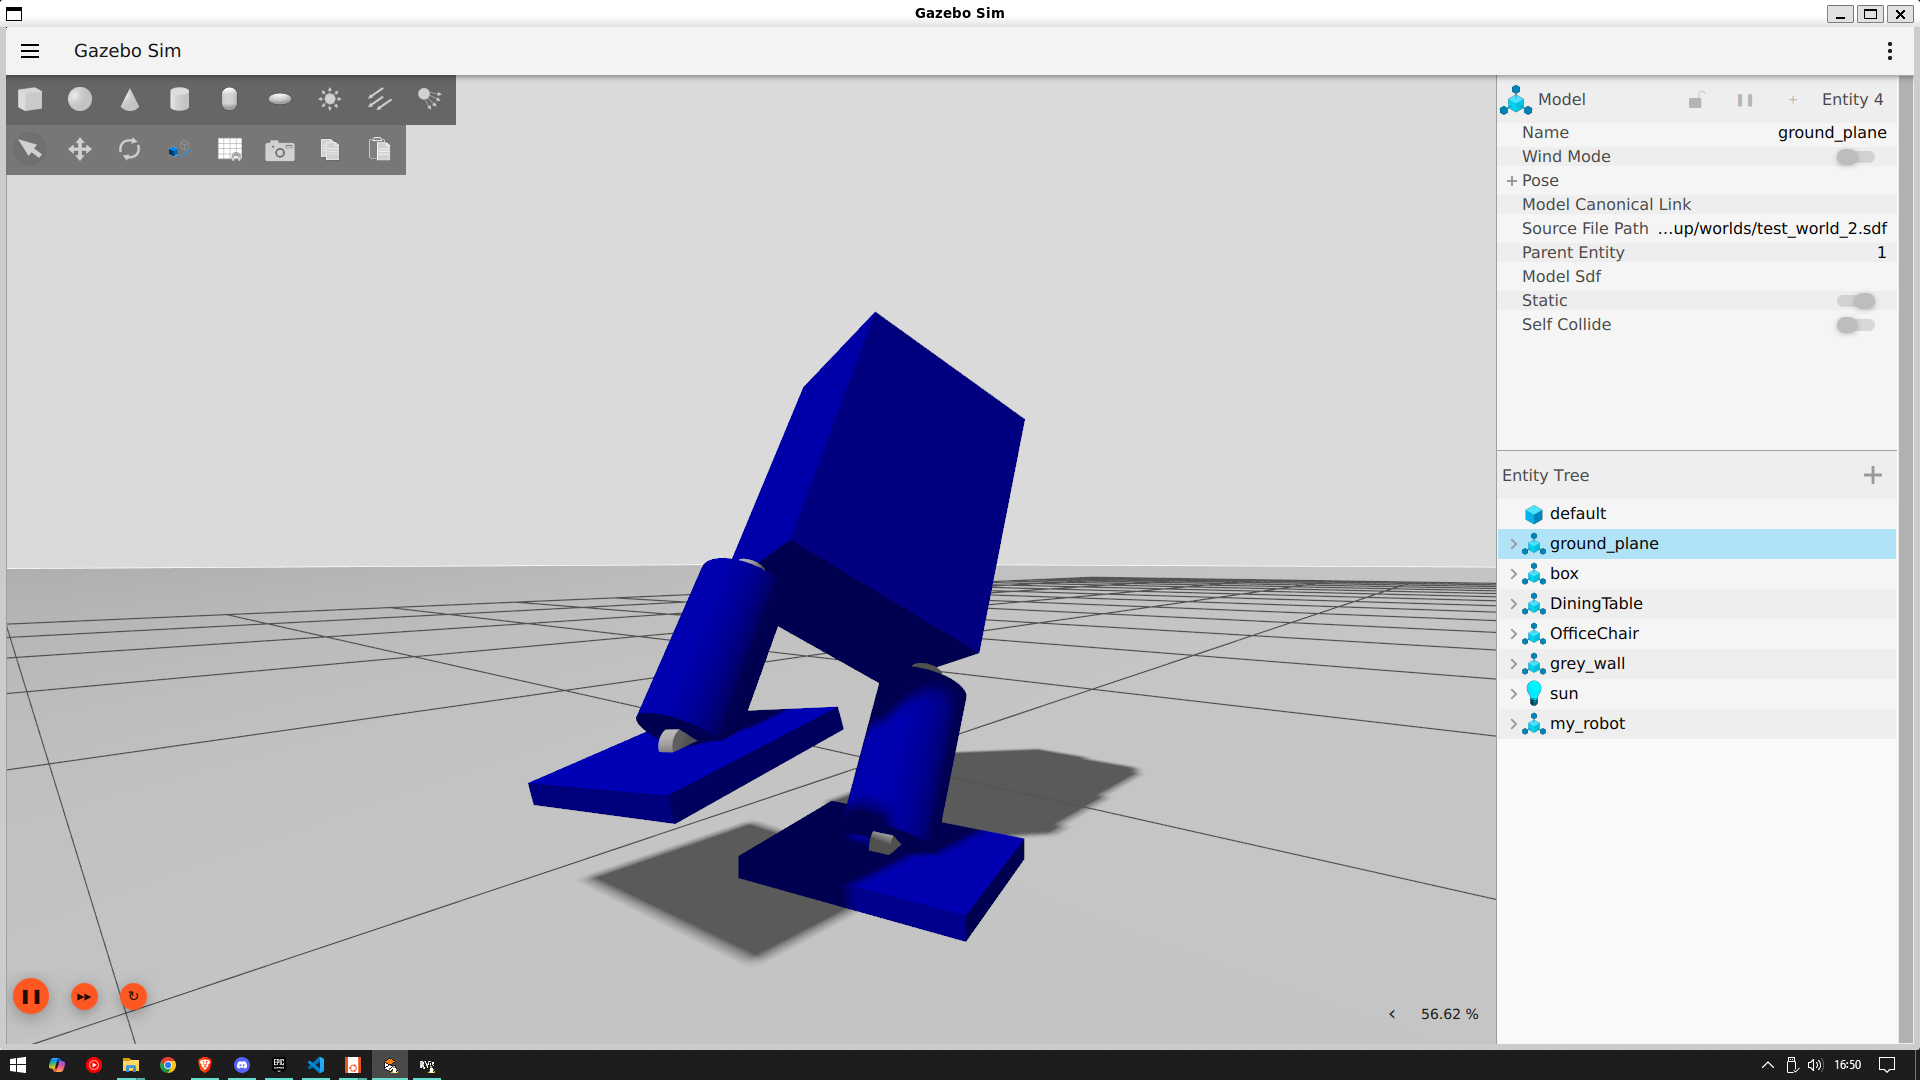 Gazebo Sim
Gazebo Sim
Model Entity 4
Name ground_plane
Wind Mode
Pose
Model Canonical Link
Source File Path ...up/worlds/test_world_2.sdf
Parent Entity 1
Model Sdf
Static
Self Collide
Entity Tree
default
ground_plane
box
DiningTable
OfficeChair
grey_wall
sun
my_robot
56.62 %
EPIC
16:50